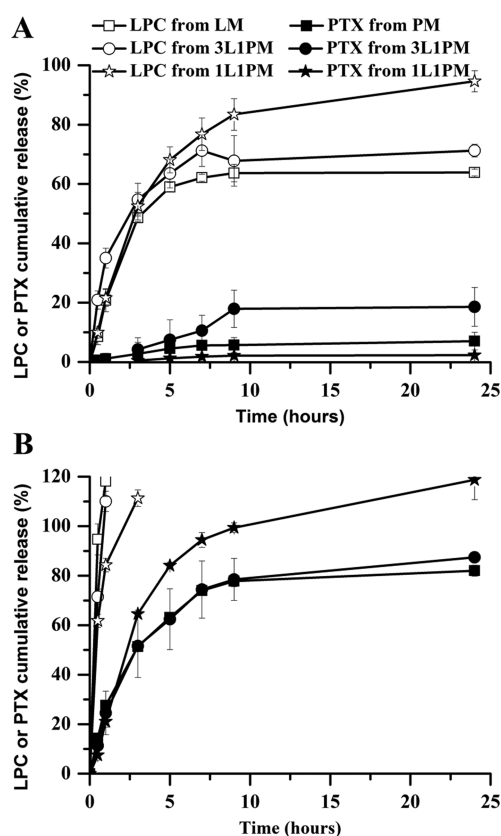 A
LPC from LM PTX from PM
LPC from 3L1PM PTX from 3L1PM
LPC from 1L1PM PTX from 1L1PM
LPC or PTX cumulative release (%)
100
80
60
40
20
0
0 5 10 15 20 25
Time (hours)
B
LPC or PTX cumulative release (%)
120
100
80
60
40
20
0
0 5 10 15 20 25
Time (hours)